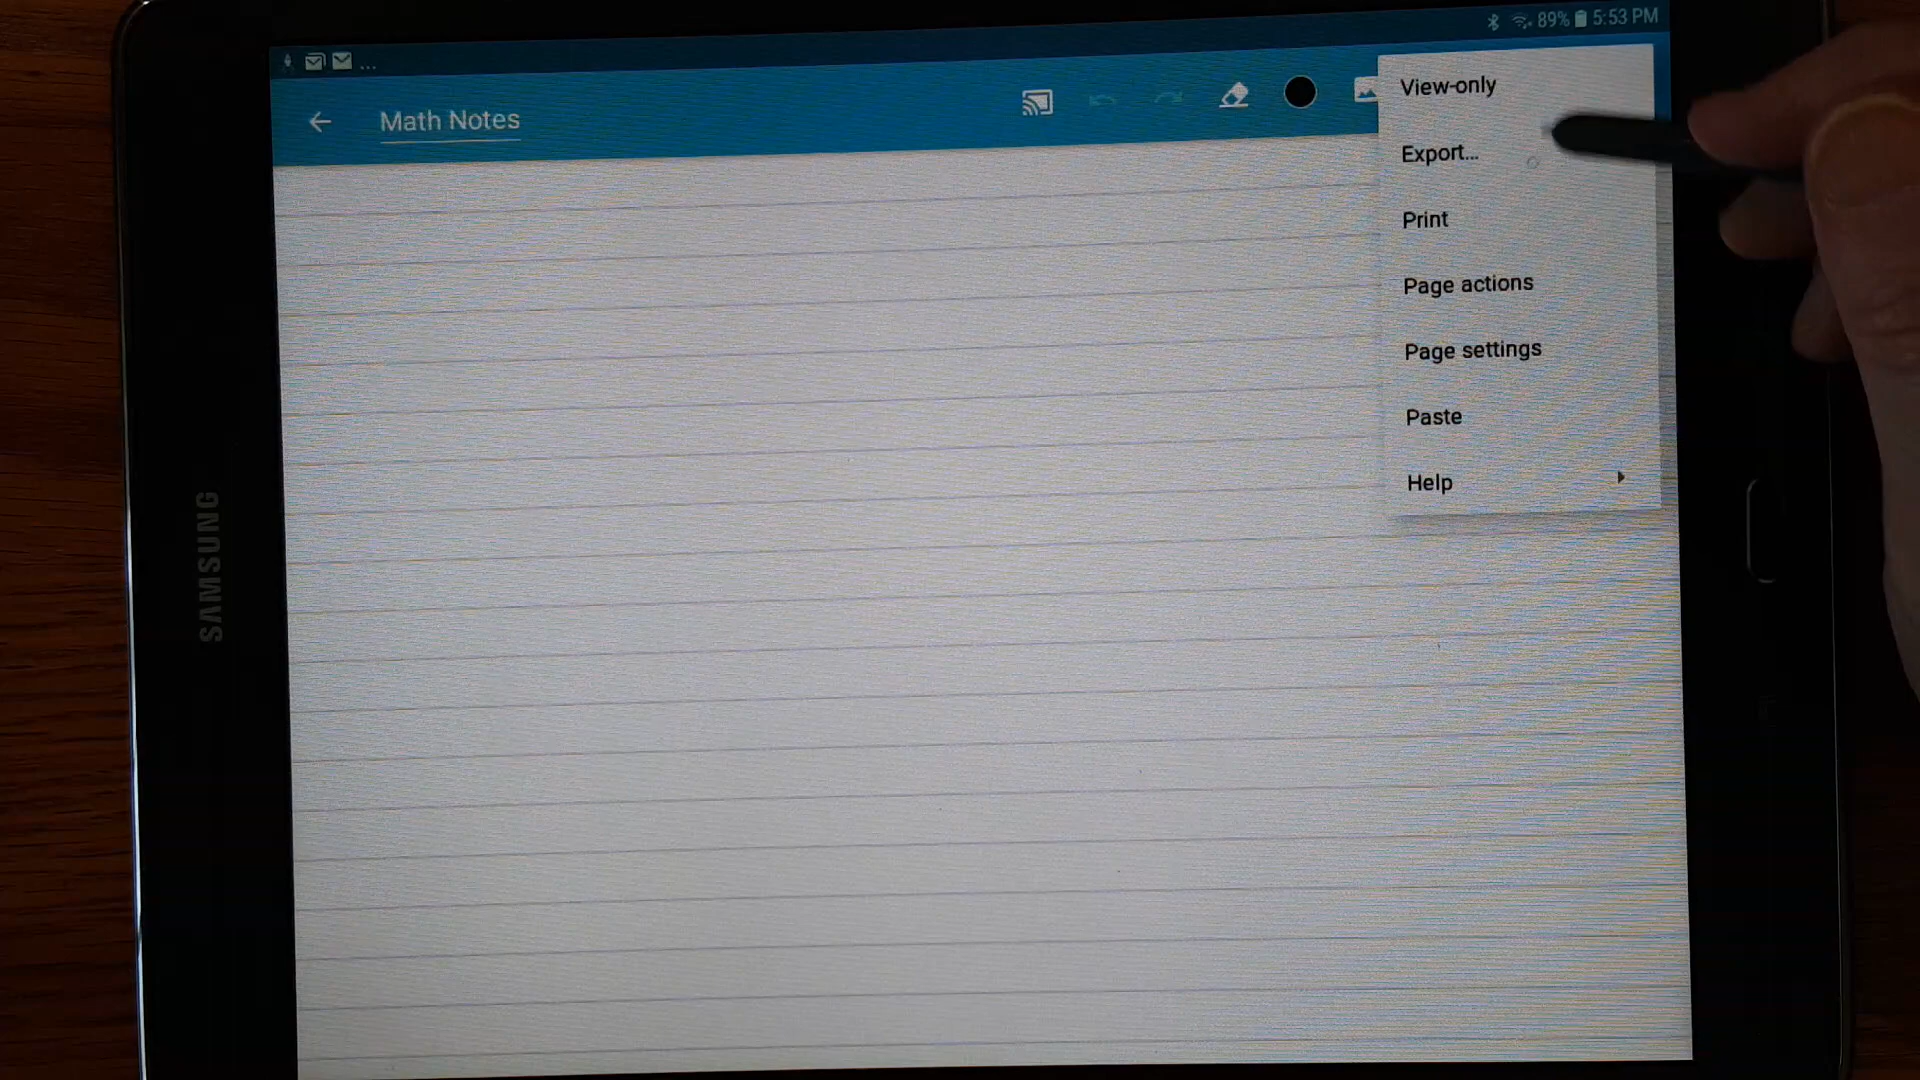 89% 5:53 PM
...
Math Notes
View-only
Export...
Print
Page actions
Page settings
Paste
Help
SAMSUNG